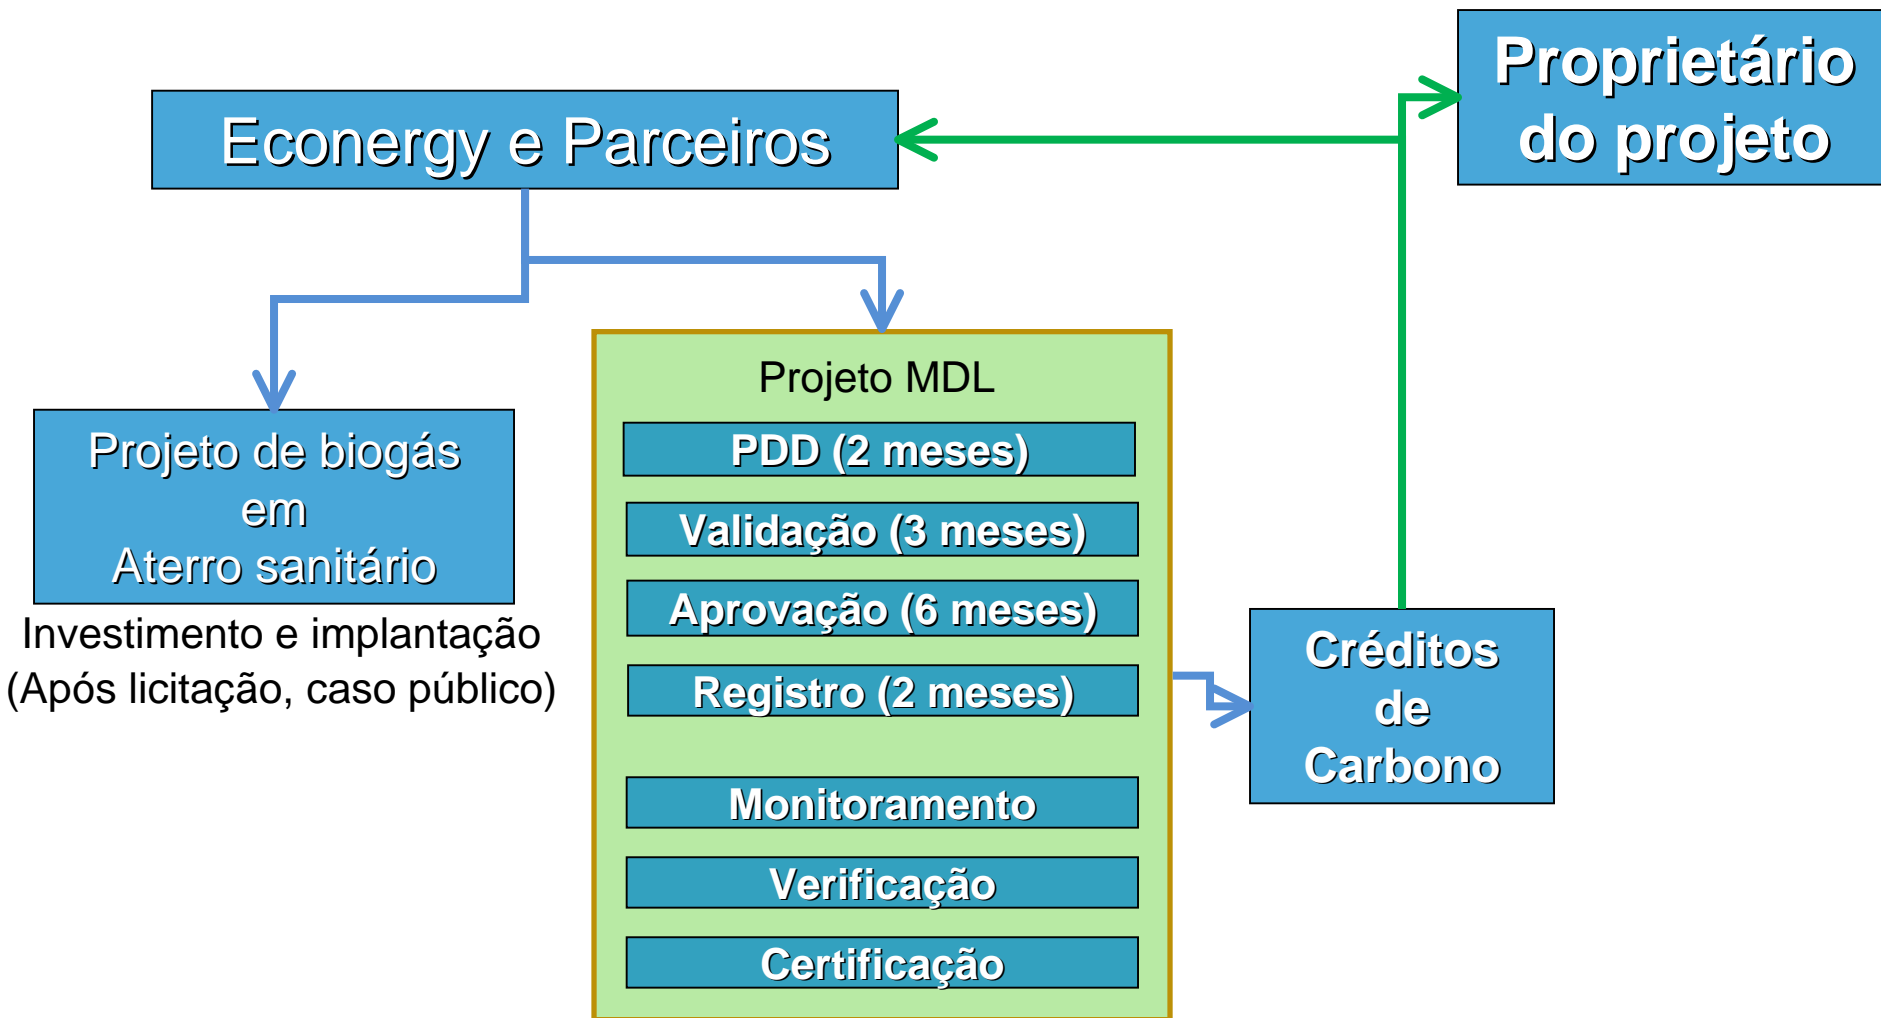 Proprietário
do projeto
Econergy e Parceiros
Projeto de biogás
em
Aterro sanitário
Investimento e implantação
(Após licitação, caso público)
Projeto MDL
PDD (2 meses)
Validação (3 meses)
Aprovação (6 meses)
Registro (2 meses)
Monitoramento
Verificação
Certificação
Créditos
de
Carbono